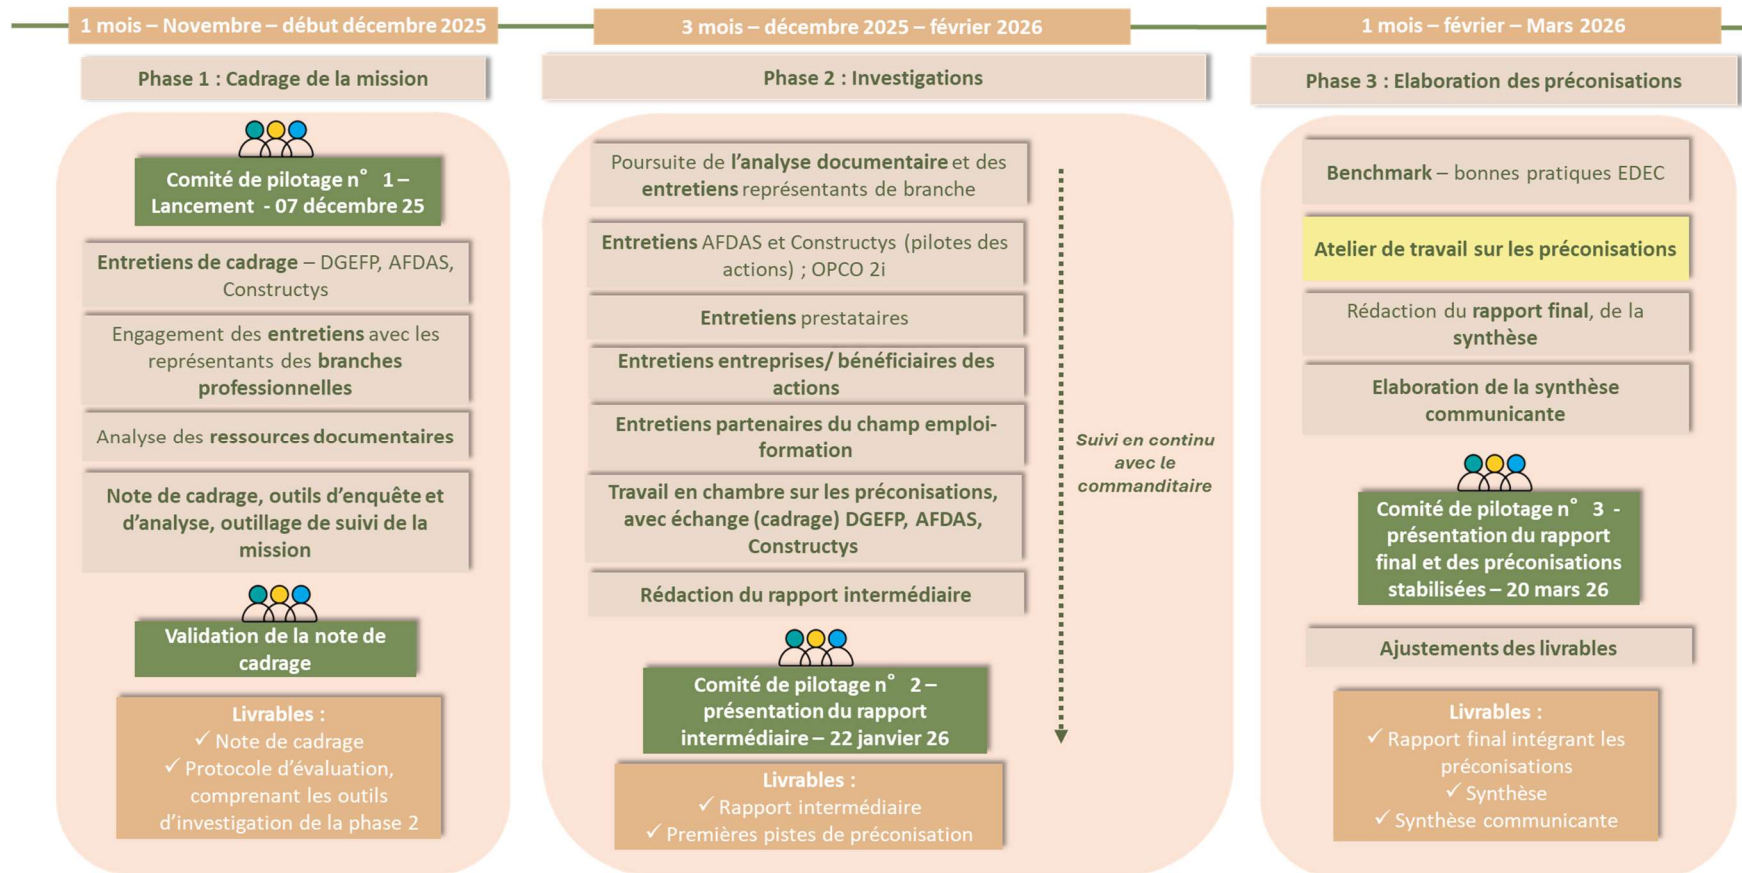 1 mois – Novembre – début décembre 2025
Phase 1 : Cadrage de la mission
Comité de pilotage n° 1 –
Lancement - 07 décembre 25
Entretiens de cadrage – DGEFP, AFDAS,
Constructys
Engagement des entretiens avec les
représentants des branches
professionnelles
Analyse des ressources documentaires
Note de cadrage, outils d’enquête et
d’analyse, outillage de suivi de la
mission
Validation de la note de
cadrage
Livrables :
✓ Note de cadrage
✓ Protocole d’évaluation,
comprenant les outils
d’investigation de la phase 2
3 mois – décembre 2025 – février 2026
Phase 2 : Investigations
Poursuite de l’analyse documentaire et des
entretiens représentants de branche
Entretiens AFDAS et Constructys (pilotes des
actions) ; OPCO 2i
Entretiens prestataires
Entretiens entreprises/ bénéficiaires des
actions
Entretiens partenaires du champ emploi-
formation
Travail en chambre sur les préconisations,
avec échange (cadrage) DGEFP, AFDAS,
Constructys
Rédaction du rapport intermédiaire
Comité de pilotage n° 2 –
présentation du rapport
intermédiaire – 22 janvier 26
Livrables :
✓ Rapport intermédiaire
✓ Premières pistes de préconisation
Suivi en continu
avec le
commanditaire
1 mois – février – Mars 2026
Phase 3 : Elaboration des préconisations
Benchmark – bonnes pratiques EDEC
Atelier de travail sur les préconisations
Rédaction du rapport final, de la
synthèse
Elaboration de la synthèse
communicante
Comité de pilotage n° 3 -
présentation du rapport
final et des préconisations
stabilisées – 20 mars 26
Ajustements des livrables
Livrables :
✓ Rapport final intégrant les
préconisations
✓ Synthèse
✓ Synthèse communicante